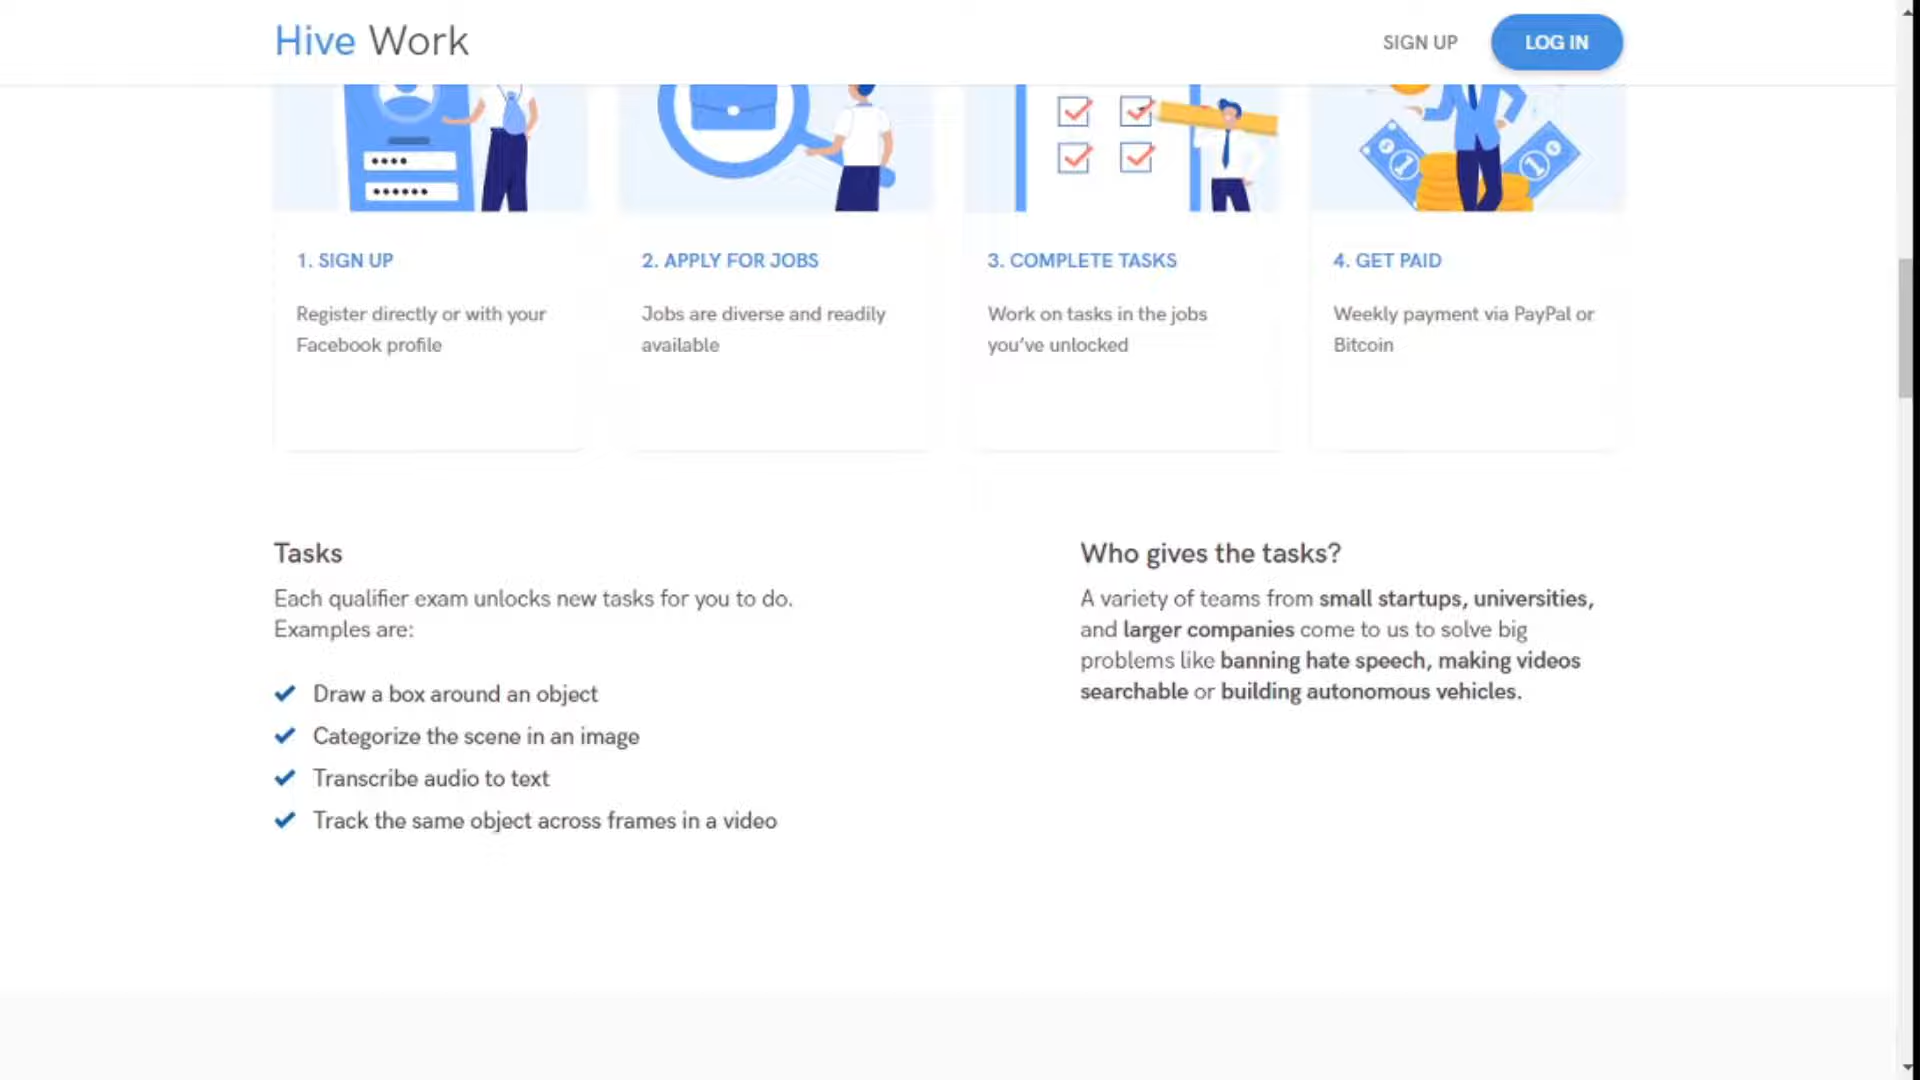 Hive Work
SIGN UP
LOG IN
1. SIGN UP
Register directly or with your
Facebook profile
2. APPLY FOR JOBS
Jobs are diverse and readily
available
3. COMPLETE TASKS
Work on tasks in the jobs
you’ve unlocked
4. GET PAID
Weekly payment via PayPal or
Bitcoin
Tasks
Each qualifier exam unlocks new tasks for you to do.
Examples are:
Draw a box around an object
Categorize the scene in an image
Transcribe audio to text
Track the same object across frames in a video
Who gives the tasks?
A variety of teams from small startups, universities,
and larger companies come to us to solve big
problems like banning hate speech, making videos
searchable or building autonomous vehicles.